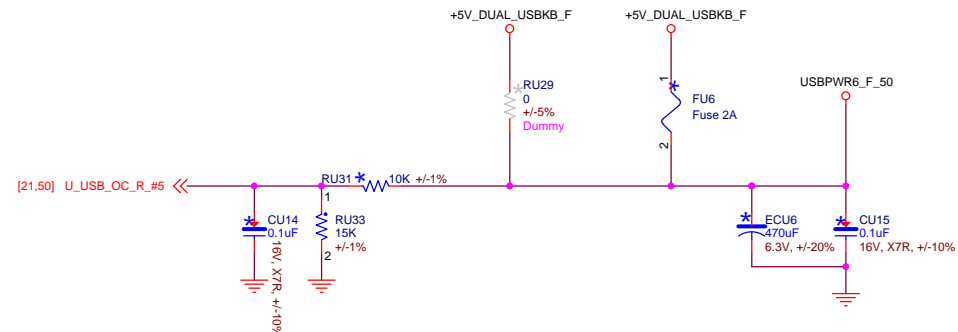 +5V_DUAL_USBKB_F
+5V_DUAL_USBKB_F
USBPWR6_F_50
RU29
0
+/-5%
Dummy
1
FU6
Fuse 2A
2
[21,50] U_USB_OC_R_#5
RU31
10K +/-1%
CU14
0.1uF
16V, X7R, +/-10%
1
RU33
15K
+/-1%
2
ECU6
470uF
6.3V, +/-20%
CU15
0.1uF
16V, X7R, +/-10%